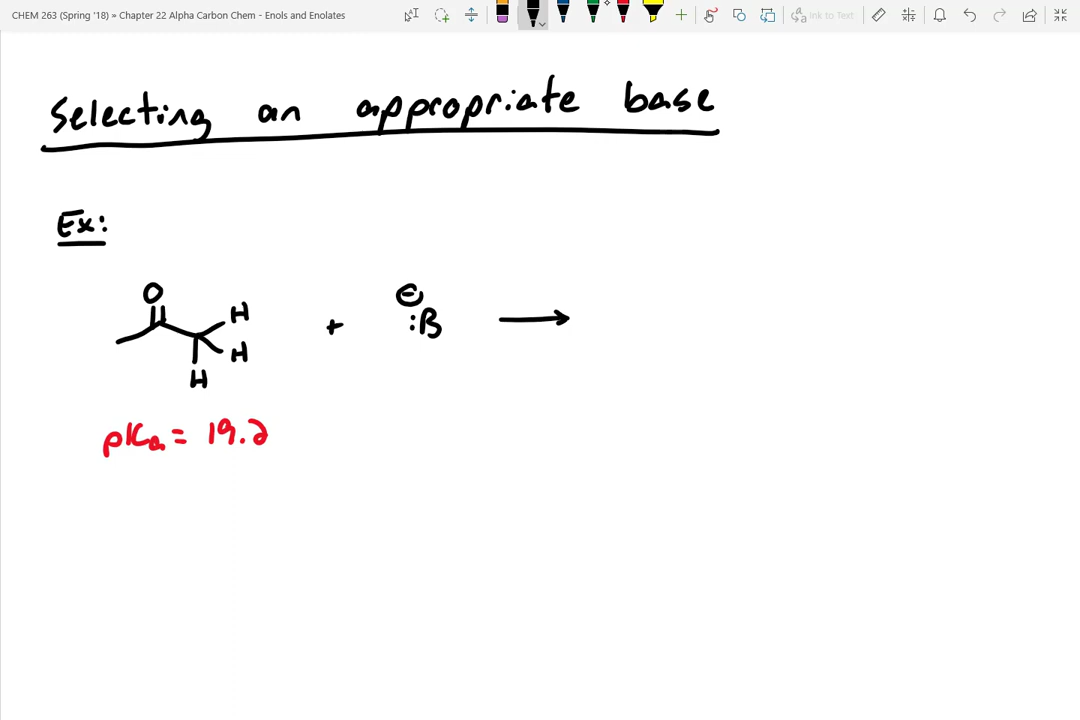 CHEM 263 (Spring '18) » Chapter 22 Alpha Carbon Chem - Enols and Enolates
Ink to Text
Selecting an appropriate base
Ex:
O
H
H
H
+ ⊖ :B ⟶
pKa = 19.2